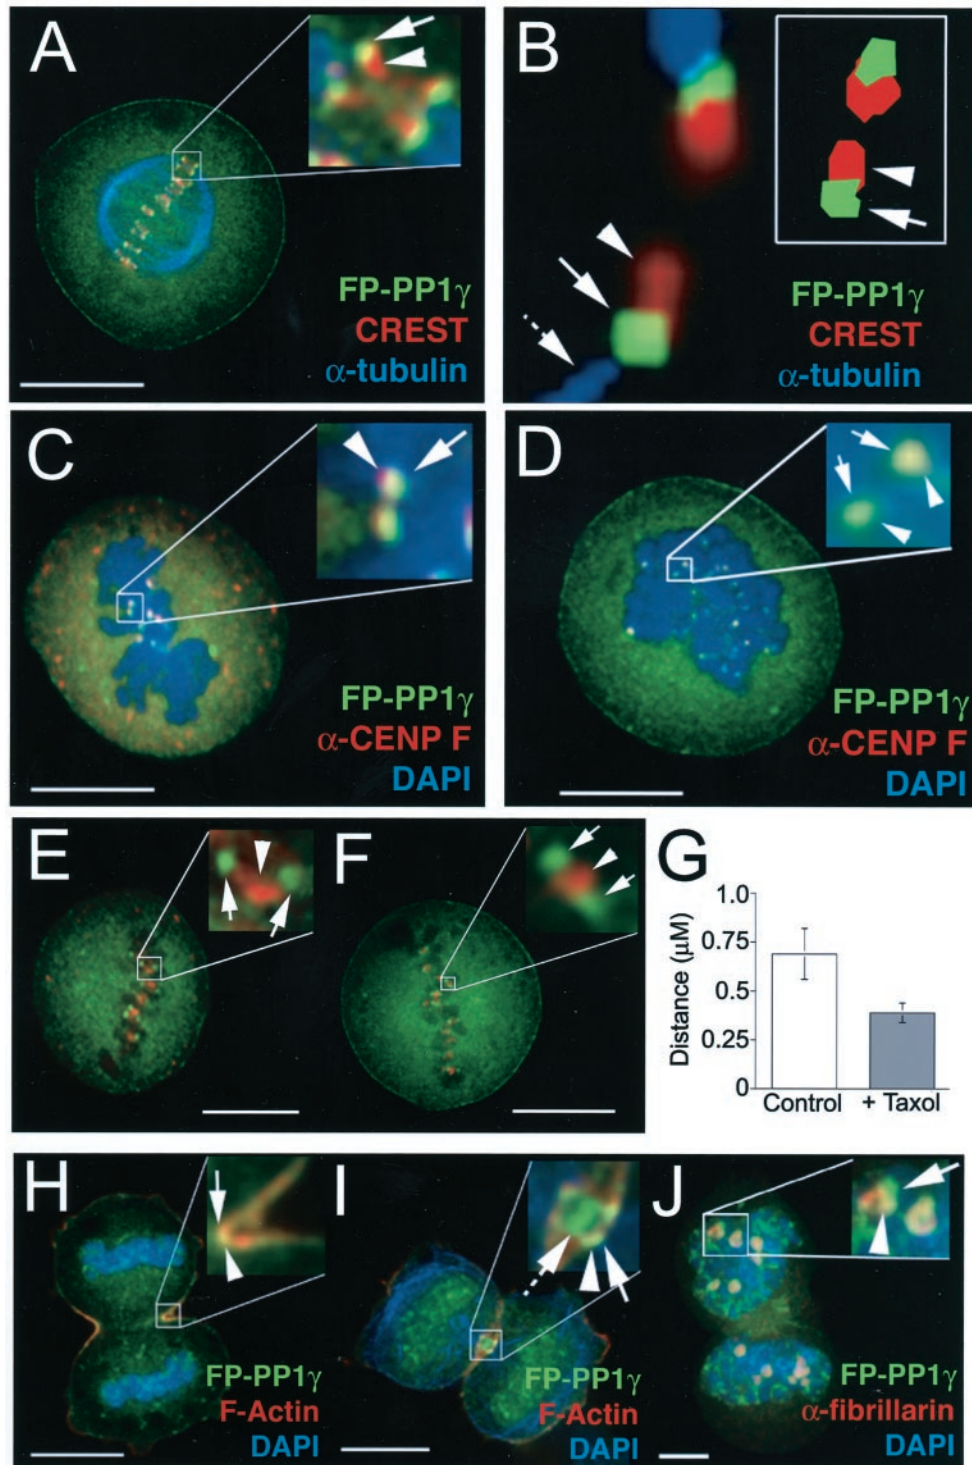 A
FP-PP1γ
CREST
α-tubulin
B
FP-PP1γ
CREST
α-tubulin
C
FP-PP1γ
α-CENP F
DAPI
D
FP-PP1γ
α-CENP F
DAPI
E
F
G
Distance (μM)
1.0
0.75
0.5
0.25
0
Control
+ Taxol
H
FP-PP1γ
F-Actin
DAPI
I
FP-PP1γ
F-Actin
DAPI
J
FP-PP1γ
α-fibrillarin
DAPI